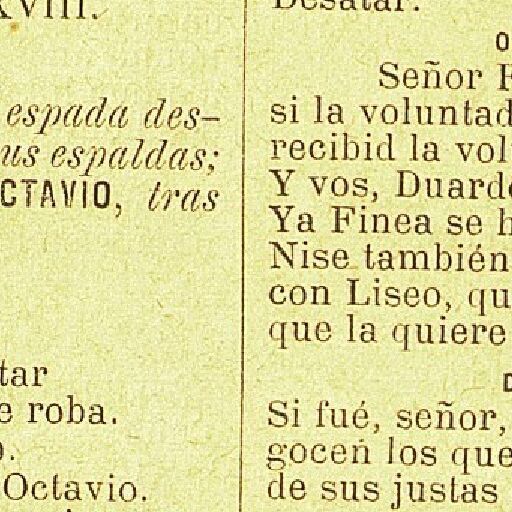 XVIII.
espada des-
us espaldas;
CTAVIO, tras
tar
e roba.
Octavio.
Desatar.
Señor
si la voluntad
recibid la vol
Y vos, Duardo
Ya Finea se h
Nise también
con Liseo, qu
que la quiere
Si fué, señor,
gocen los que
de sus justas